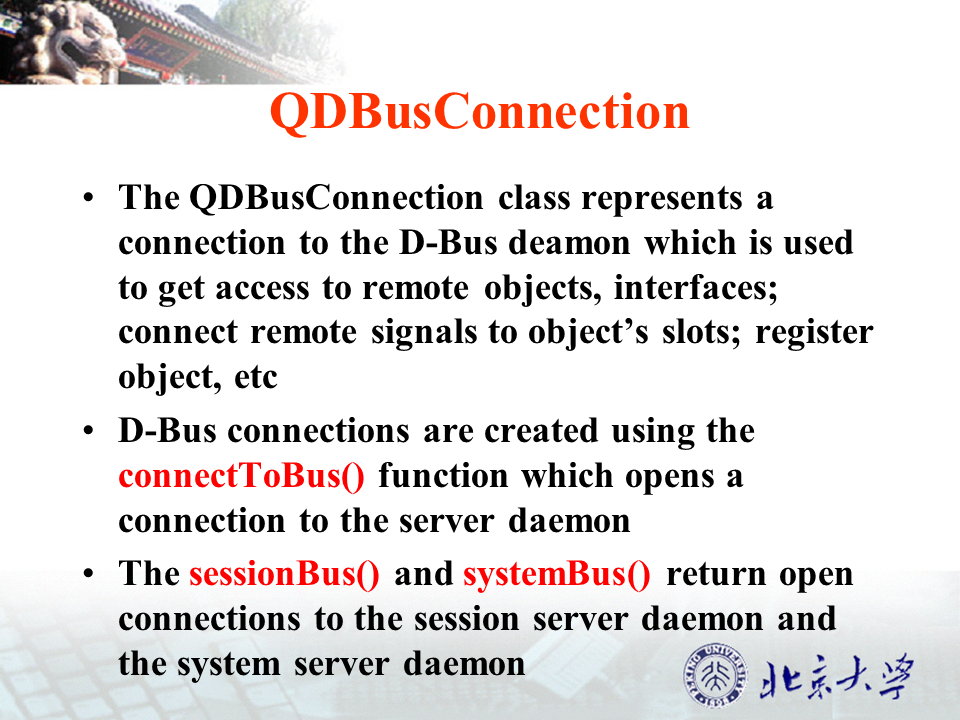 QDBusConnection
• The QDBusConnection class represents a
connection to the D-Bus deamon which is used
to get access to remote objects, interfaces;
connect remote signals to object’s slots; register
object, etc
• D-Bus connections are created using the
connectToBus() function which opens a
connection to the server daemon
• The sessionBus() and systemBus() return open
connections to the session server daemon and
the system server daemon
PEKING UNIVERSITY
1898
北京大学